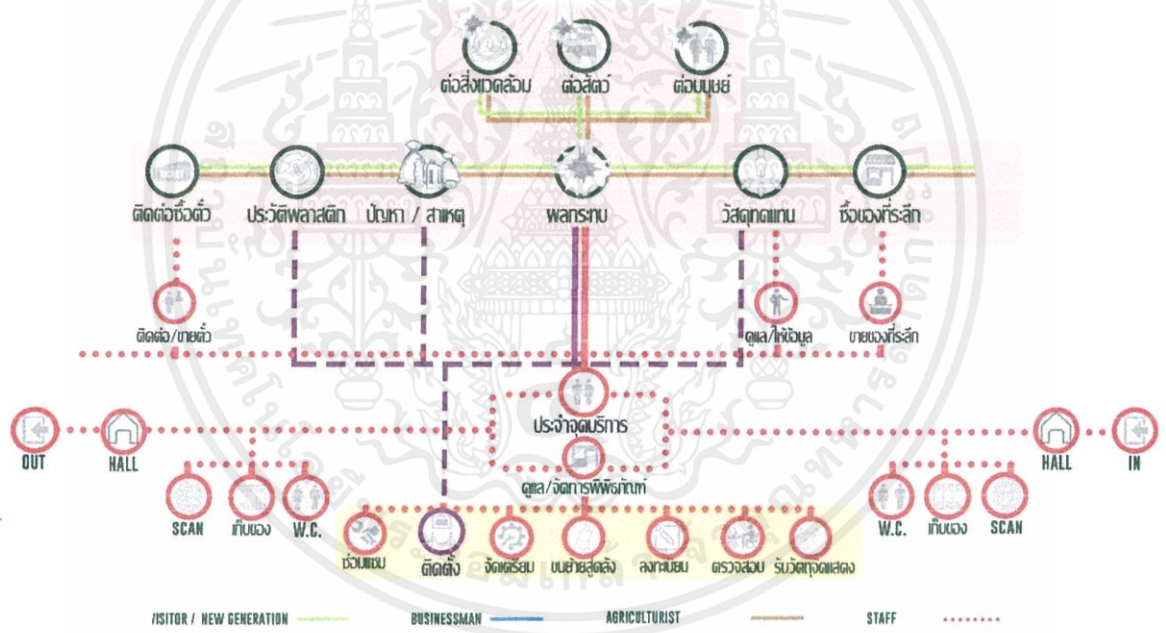 ต่อสิ่งแวดล้อม ต่อสัตว์ ต่อมนุษย์
ติดต่อซื้อตั๋ว ประวัติพลาสติก ปัญหา / สาเหตุ ผลกระทบ วัสดุทดแทน ซื้อของที่ระลึก
ติดต่อ/ขายตั๋ว ดูแล/ให้ข้อมูล ขายของที่ระลึก
ประจำจุดบริการ
OUT HALL HALL IN
ดูแล/จัดการพิพิธภัณฑ์
SCAN เก็บของ W.C. W.C. เก็บของ SCAN
ซ่อมแซม ติดตั้ง จัดเตรียม ขนย้ายสู่คลัง ลงทะเบียน ตรวจสอบ รับวัตถุจัดแสดง
/ISITOR / NEW GENERATION BUSINESSMAN AGRICULTURIST STAFF